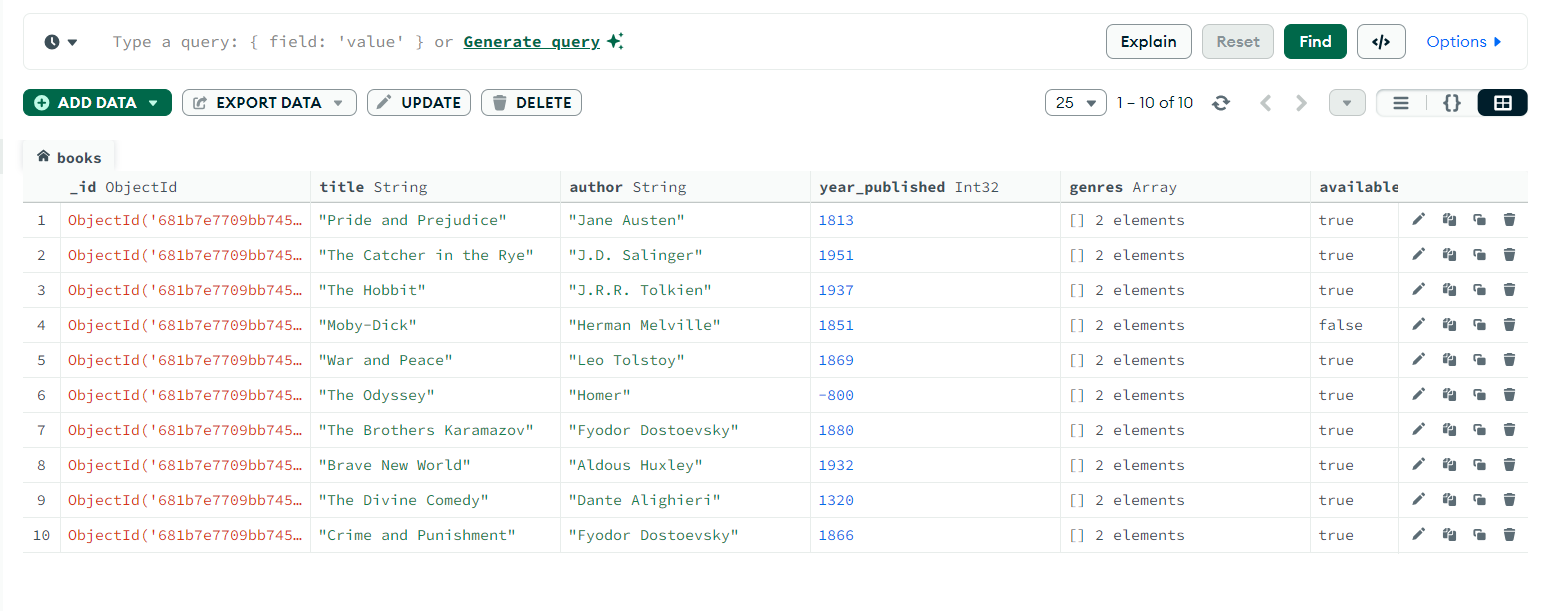 Type a query: { field: 'value' } or Generate query Explain Reset Find </> Options
ADD DATA EXPORT DATA UPDATE DELETE 25 1 – 10 of 10 {}
books
_id ObjectId title String author String year_published Int32 genres Array available
1 ObjectId('681b7e7709bb745… "Pride and Prejudice" "Jane Austen" 1813 [] 2 elements true
2 ObjectId('681b7e7709bb745… "The Catcher in the Rye" "J.D. Salinger" 1951 [] 2 elements true
3 ObjectId('681b7e7709bb745… "The Hobbit" "J.R.R. Tolkien" 1937 [] 2 elements true
4 ObjectId('681b7e7709bb745… "Moby-Dick" "Herman Melville" 1851 [] 2 elements false
5 ObjectId('681b7e7709bb745… "War and Peace" "Leo Tolstoy" 1869 [] 2 elements true
6 ObjectId('681b7e7709bb745… "The Odyssey" "Homer" -800 [] 2 elements true
7 ObjectId('681b7e7709bb745… "The Brothers Karamazov" "Fyodor Dostoevsky" 1880 [] 2 elements true
8 ObjectId('681b7e7709bb745… "Brave New World" "Aldous Huxley" 1932 [] 2 elements true
9 ObjectId('681b7e7709bb745… "The Divine Comedy" "Dante Alighieri" 1320 [] 2 elements true
10 ObjectId('681b7e7709bb745… "Crime and Punishment" "Fyodor Dostoevsky" 1866 [] 2 elements true